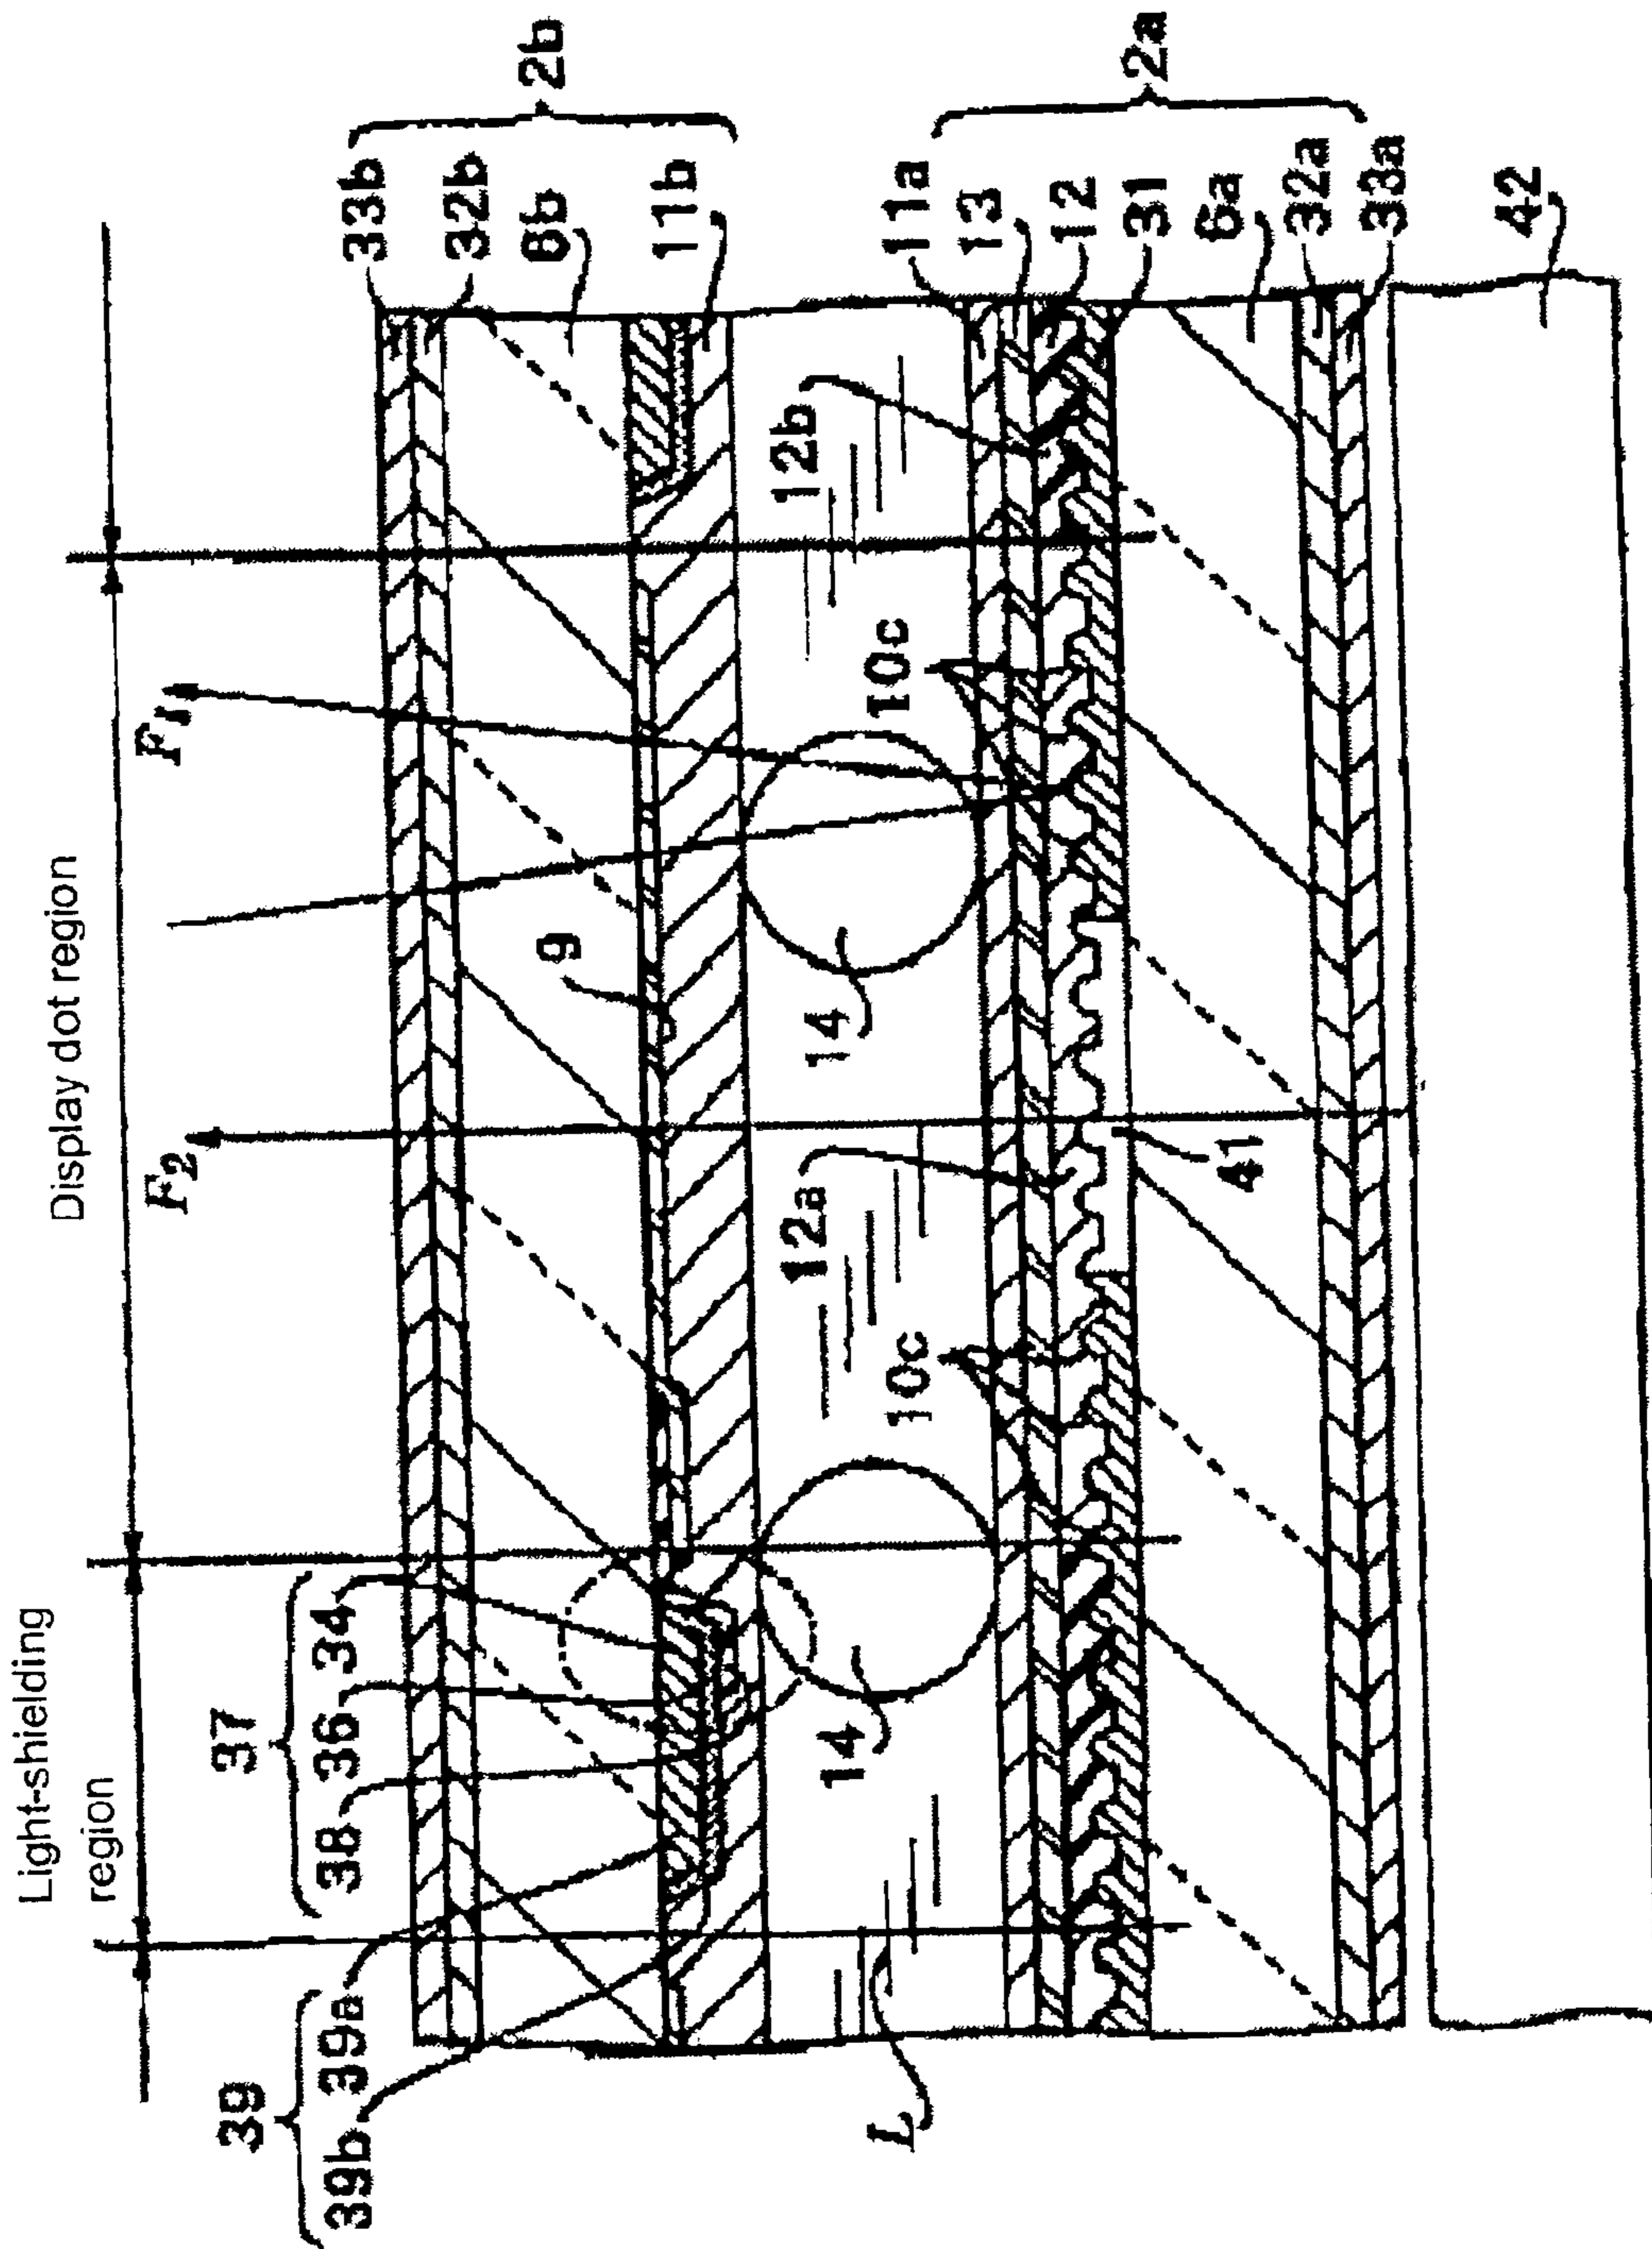 Light-shielding
region
Display dot region
39
37
39b
39a
38
36
34
F2
F1
33b
32b
6b
11b
2b
9
L
14
10c
12a
14
10c
12b
11a
13
12
31
6a
32a
33a
2a
41
42